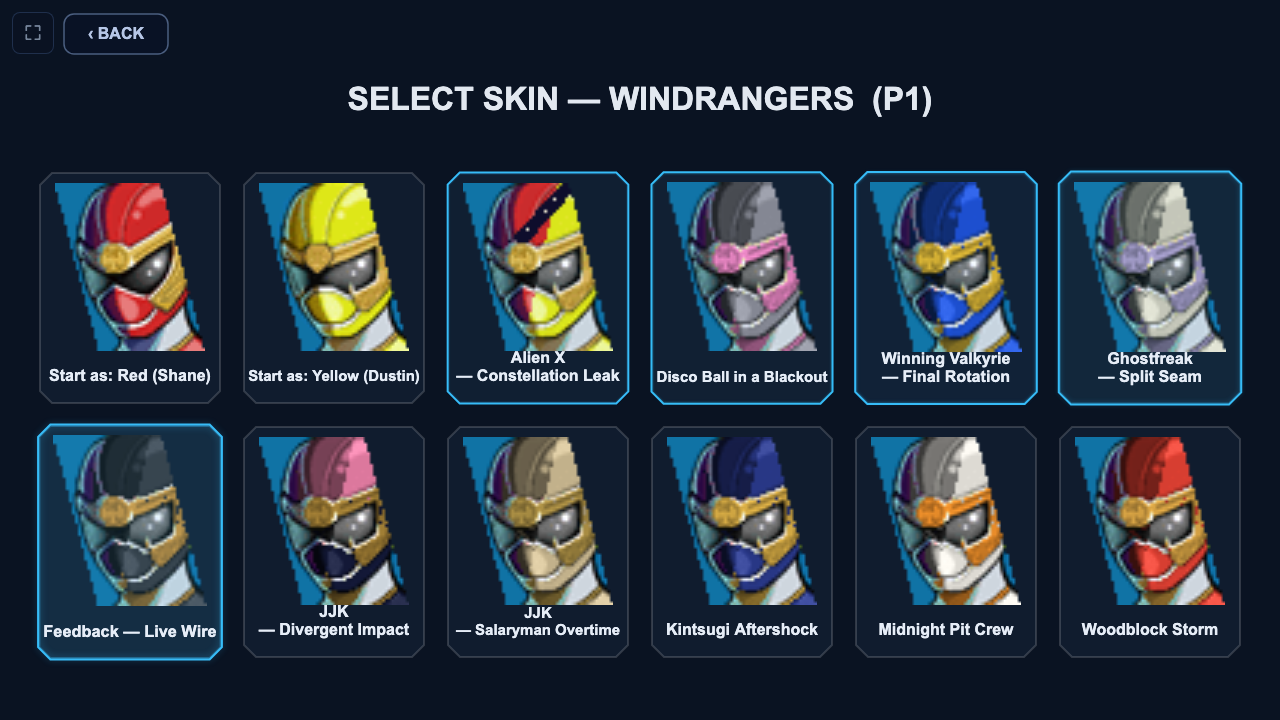 ‹ BACK
SELECT SKIN — WINDRANGERS (P1)
Start as: Red (Shane)
Start as: Yellow (Dustin)
Alien X
— Constellation Leak
Disco Ball in a Blackout
Winning Valkyrie
— Final Rotation
Ghostfreak
— Split Seam
Feedback — Live Wire
JJK
— Divergent Impact
JJK
— Salaryman Overtime
Kintsugi Aftershock
Midnight Pit Crew
Woodblock Storm